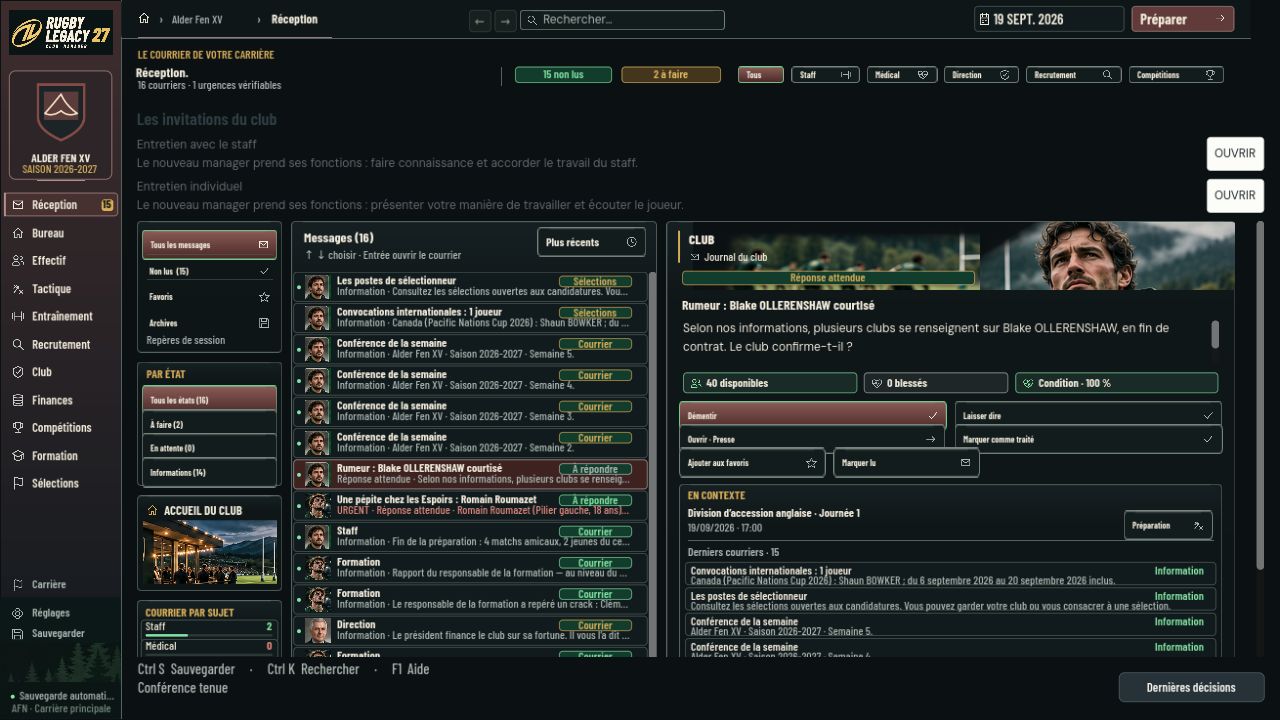 RUGBY
LEGACY 27
CLUB MANAGER
Alder Fen XV
Réception
Rechercher...
19 SEPT. 2026
Préparer
LE COURRIER DE VOTRE CARRIÈRE
Réception.
16 courriers · 1 urgences vérifiables
15 non lus
2 à faire
Tous
Staff
Médical
Direction
Recrutement
Compétitions
ALDER FEN XV
SAISON 2026-2027
Réception 15
Bureau
Effectif
Tactique
Entraînement
Recrutement
Club
Finances
Compétitions
Formation
Sélections
Carrière
Réglages
Sauvegarder
Sauvegarde automati...
AFN · Carrière principale
Les invitations du club
Entretien avec le staff
Le nouveau manager prend ses fonctions : faire connaissance et accorder le travail du staff.
OUVRIR
Entretien individuel
Le nouveau manager prend ses fonctions : présenter votre manière de travailler et écouter le joueur.
OUVRIR
Tous les messages
Non lus (15)
Favoris
Archives
Repères de session
PAR ÉTAT
Tous les états (16)
À faire (2)
En attente (0)
Informations (14)
ACCUEIL DU CLUB
COURRIER PAR SUJET
Staff 2
Médical 0
Messages (16)
↑ ↓ choisir · Entrée ouvrir le courrier
Plus récents
Les postes de sélectionneur Sélections
Information · Consultez les sélections ouvertes aux candidatures. Vou...
Convocations internationales : 1 joueur Sélections
Information · Canada (Pacific Nations Cup 2026) : Shaun BOWKER ; du ...
Conférence de la semaine Courrier
Information · Alder Fen XV · Saison 2026-2027 · Semaine 5.
Conférence de la semaine Courrier
Information · Alder Fen XV · Saison 2026-2027 · Semaine 4.
Conférence de la semaine Courrier
Information · Alder Fen XV · Saison 2026-2027 · Semaine 3.
Conférence de la semaine Courrier
Information · Alder Fen XV · Saison 2026-2027 · Semaine 2.
Rumeur : Blake OLLERENSHAW courtisé À répondre
Réponse attendue · Selon nos informations, plusieurs clubs se renseig...
Une pépite chez les Espoirs : Romain Roumazet À répondre
URGENT · Réponse attendue · Romain Roumazet (Pilier gauche, 18 ans)...
Staff Courrier
Information · Fin de la préparation : 4 matchs amicaux, 2 jeunes du ce...
Formation Courrier
Information · Rapport du responsable de la formation — au niveau du ...
Formation Courrier
Information · Le responsable de la formation a repéré un crack : Clém...
Direction Courrier
Information · Le président finance le club sur sa fortune. Il vous l'a dit ...
Formation Courrier
CLUB
Journal du club
Réponse attendue
Rumeur : Blake OLLERENSHAW courtisé
Selon nos informations, plusieurs clubs se renseignent sur Blake OLLERENSHAW, en fin de
contrat. Le club confirme-t-il ?
40 disponibles
0 blessés
Condition · 100 %
Démentir
Laisser dire
Ouvrir · Presse
Marquer comme traité
Ajouter aux favoris
Marquer lu
EN CONTEXTE
Division d'accession anglaise · Journée 1
19/09/2026 · 17:00
Préparation
Derniers courriers · 15
Convocations internationales : 1 joueur Information
Canada (Pacific Nations Cup 2026) : Shaun BOWKER ; du 6 septembre 2026 au 20 septembre 2026 inclus.
Les postes de sélectionneur Information
Consultez les sélections ouvertes aux candidatures. Vous pouvez garder votre club ou vous consacrer à une sélection.
Conférence de la semaine Information
Alder Fen XV · Saison 2026-2027 · Semaine 5.
Conférence de la semaine Information
Alder Fen XV · Saison 2026-2027 · Semaine 4.
Ctrl S Sauvegarder · Ctrl K Rechercher · F1 Aide
Conférence tenue
Dernières décisions